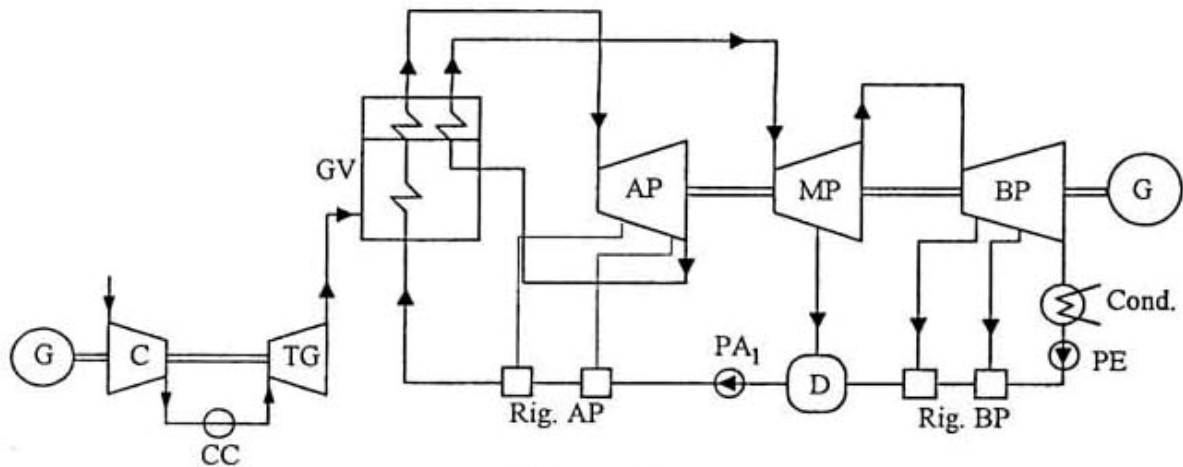 GV
AP
MP
BP
G
Cond.
G
C
TG
PA1
PE
D
Rig. AP
Rig. BP
CC